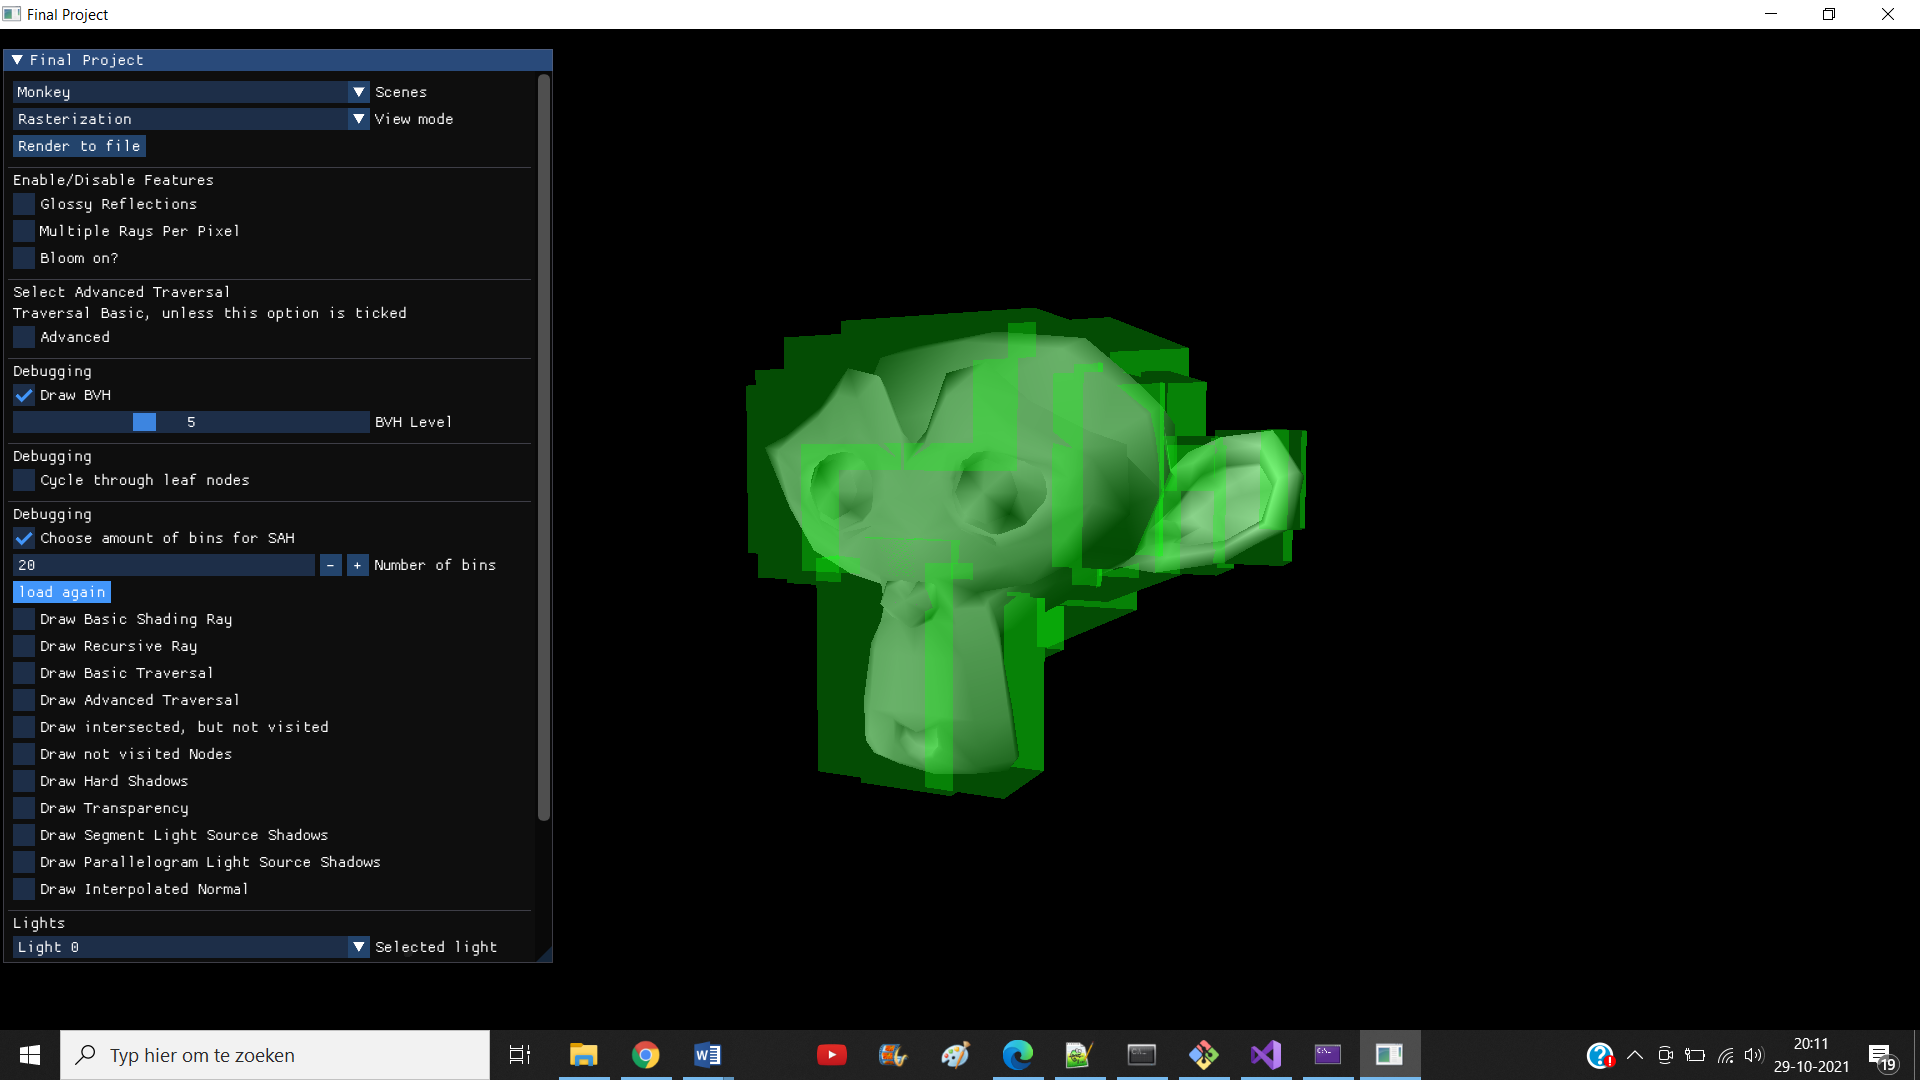 Final Project
Final Project
Monkey Scenes
Rasterization View mode
Render to file
Enable/Disable Features
Glossy Reflections
Multiple Rays Per Pixel
Bloom on?
Select Advanced Traversal
Traversal Basic, unless this option is ticked
Advanced
Debugging
Draw BVH
5 BVH Level
Debugging
Cycle through leaf nodes
Debugging
Choose amount of bins for SAH
20 - + Number of bins
load again
Draw Basic Shading Ray
Draw Recursive Ray
Draw Basic Traversal
Draw Advanced Traversal
Draw intersected, but not visited
Draw not visited Nodes
Draw Hard Shadows
Draw Transparency
Draw Segment Light Source Shadows
Draw Parallelogram Light Source Shadows
Draw Interpolated Normal
Lights
Light 0 Selected light
Typ hier om te zoeken
20:11
29-10-2021
19